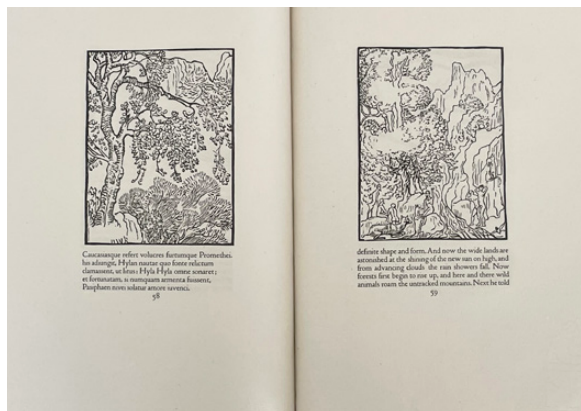 Caucasiasque refert volucres furtumque Promethei.
his adiungit, Hylan nautae quo fonte relictum
clamassent, ut litus: Hyla Hyla omne sonaret;
et fortunatam, si numquam armenta fuissent,
Pasiphaen nivei solatur amore iuvenci.
58
definite shape and form. And now the wide lands are
astonished at the shining of the new sun on high, and
from advancing clouds the rain showers fall. Now
forests first begin to rise up, and here and there wild
animals roam the untracked mountains. Next he told
59